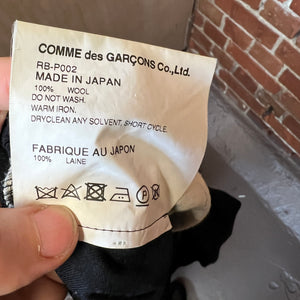 COMME des GARÇONS Co.,Ltd.
RB-P002
MADE IN JAPAN
100% WOOL
DO NOT WASH.
WARM IRON.
DRYCLEAN ANY SOLVENT, SHORT CYCLE.
FABRIQUE AU JAPON
100% LAINE